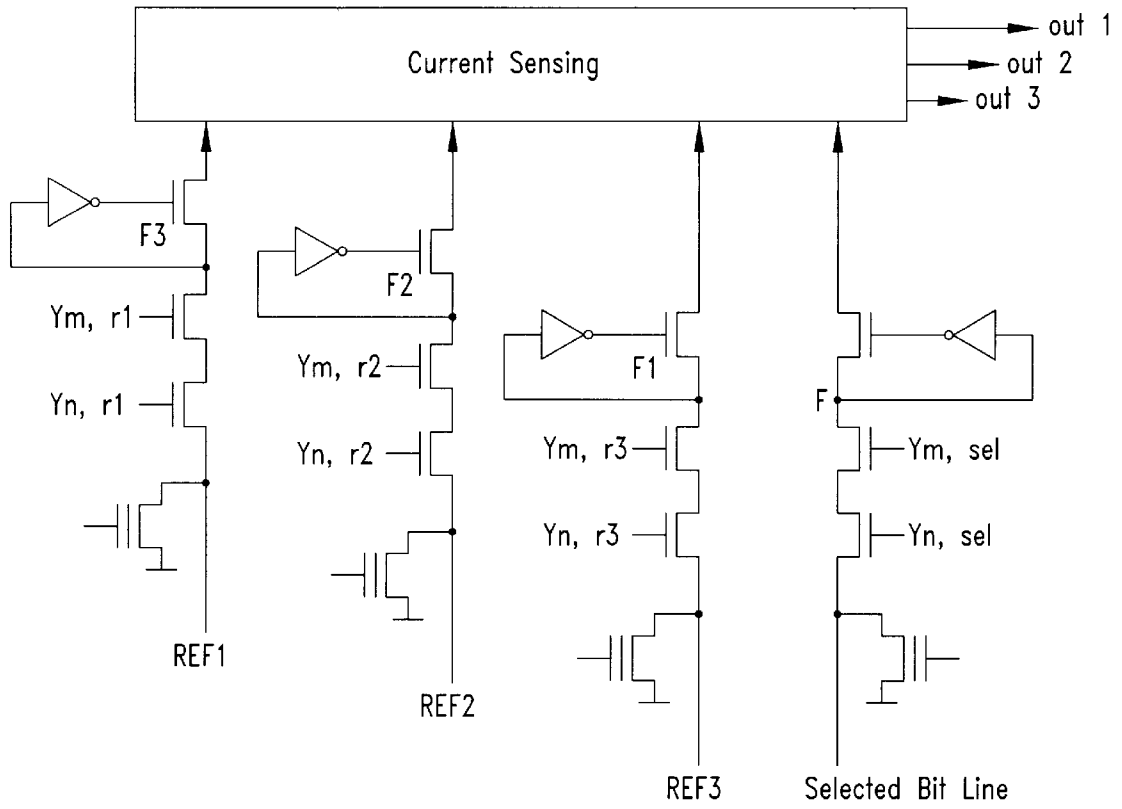 Current Sensing
out 1
out 2
out 3
F3
F2
Ym, r1
F1
Ym, r2
F
Yn, r1
Ym, r3
Ym, sel
Yn, r2
Yn, r3
Yn, sel
REF1
REF2
REF3
Selected Bit Line